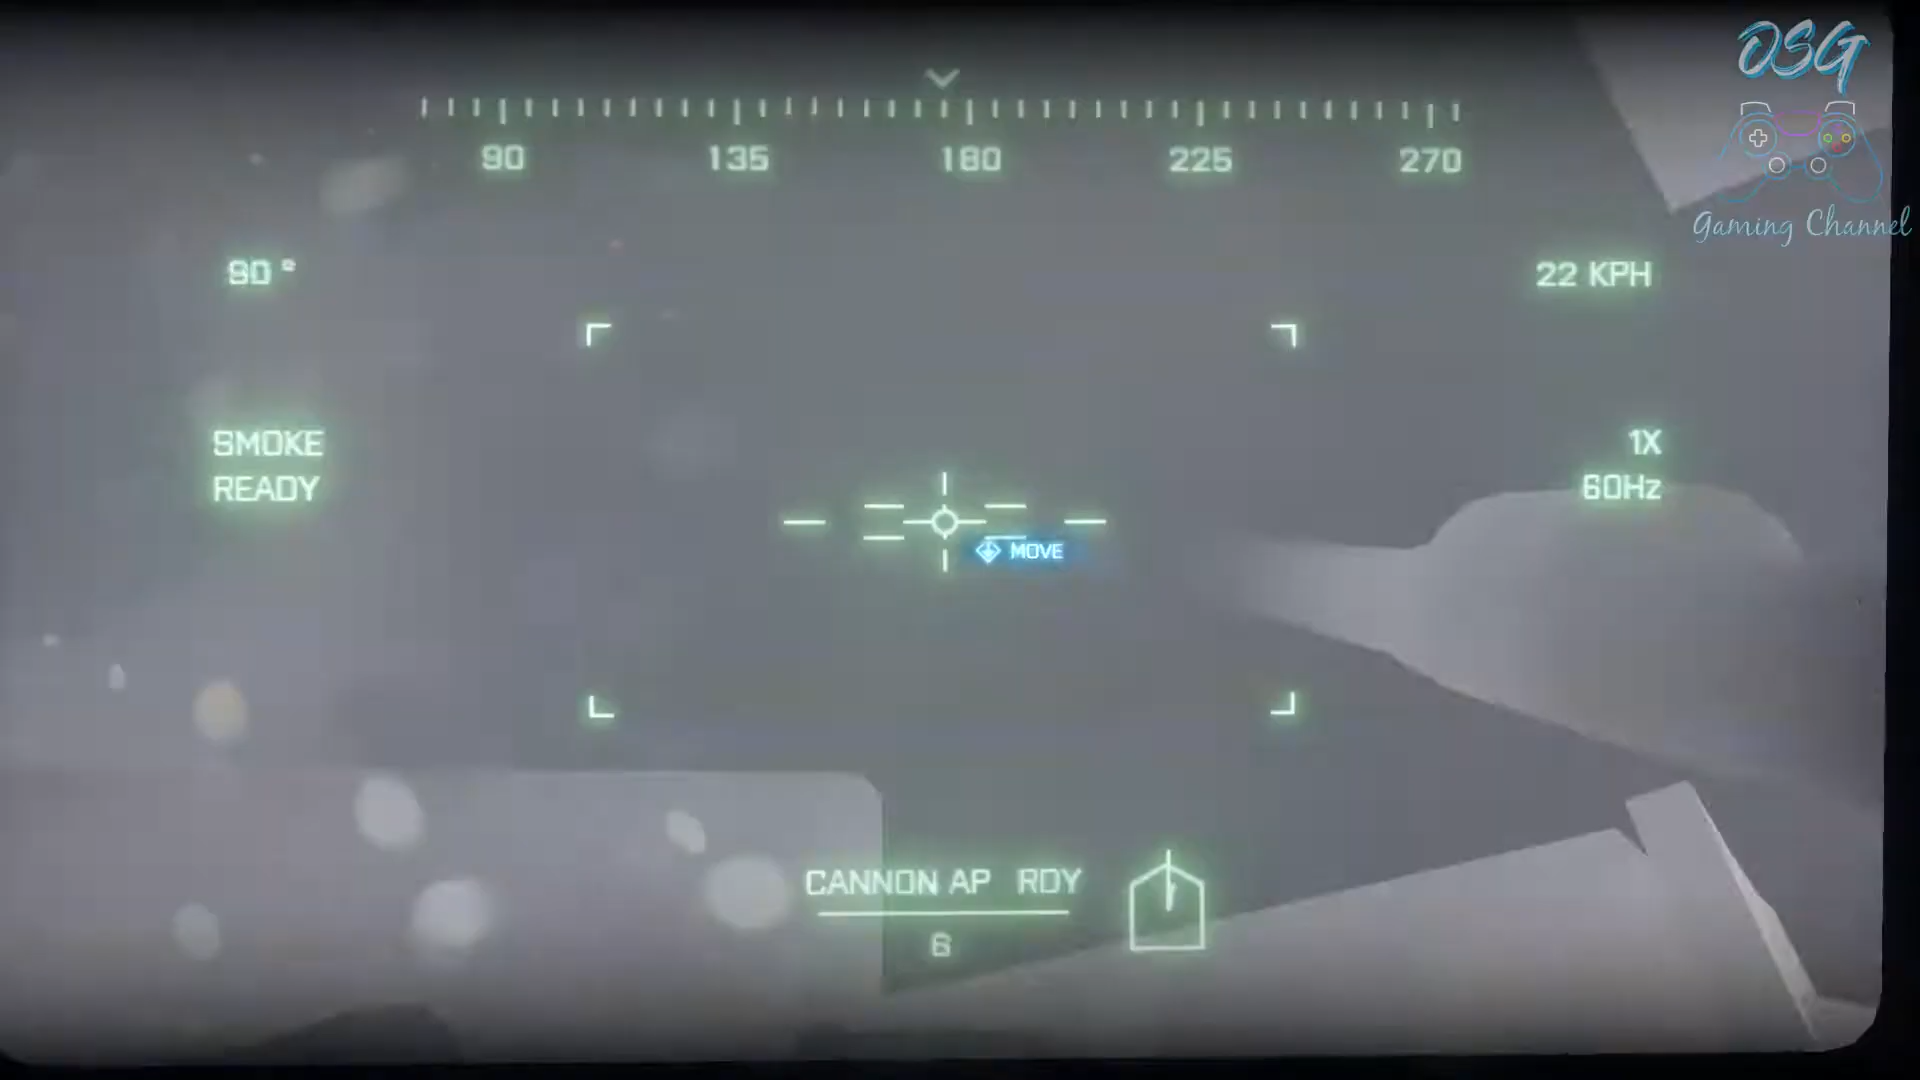 OSG
Gaming Channel
90 135 180 225 270
90 °
22 KPH
SMOKE
READY
1X
60Hz
MOVE
CANNON AP RDY
6